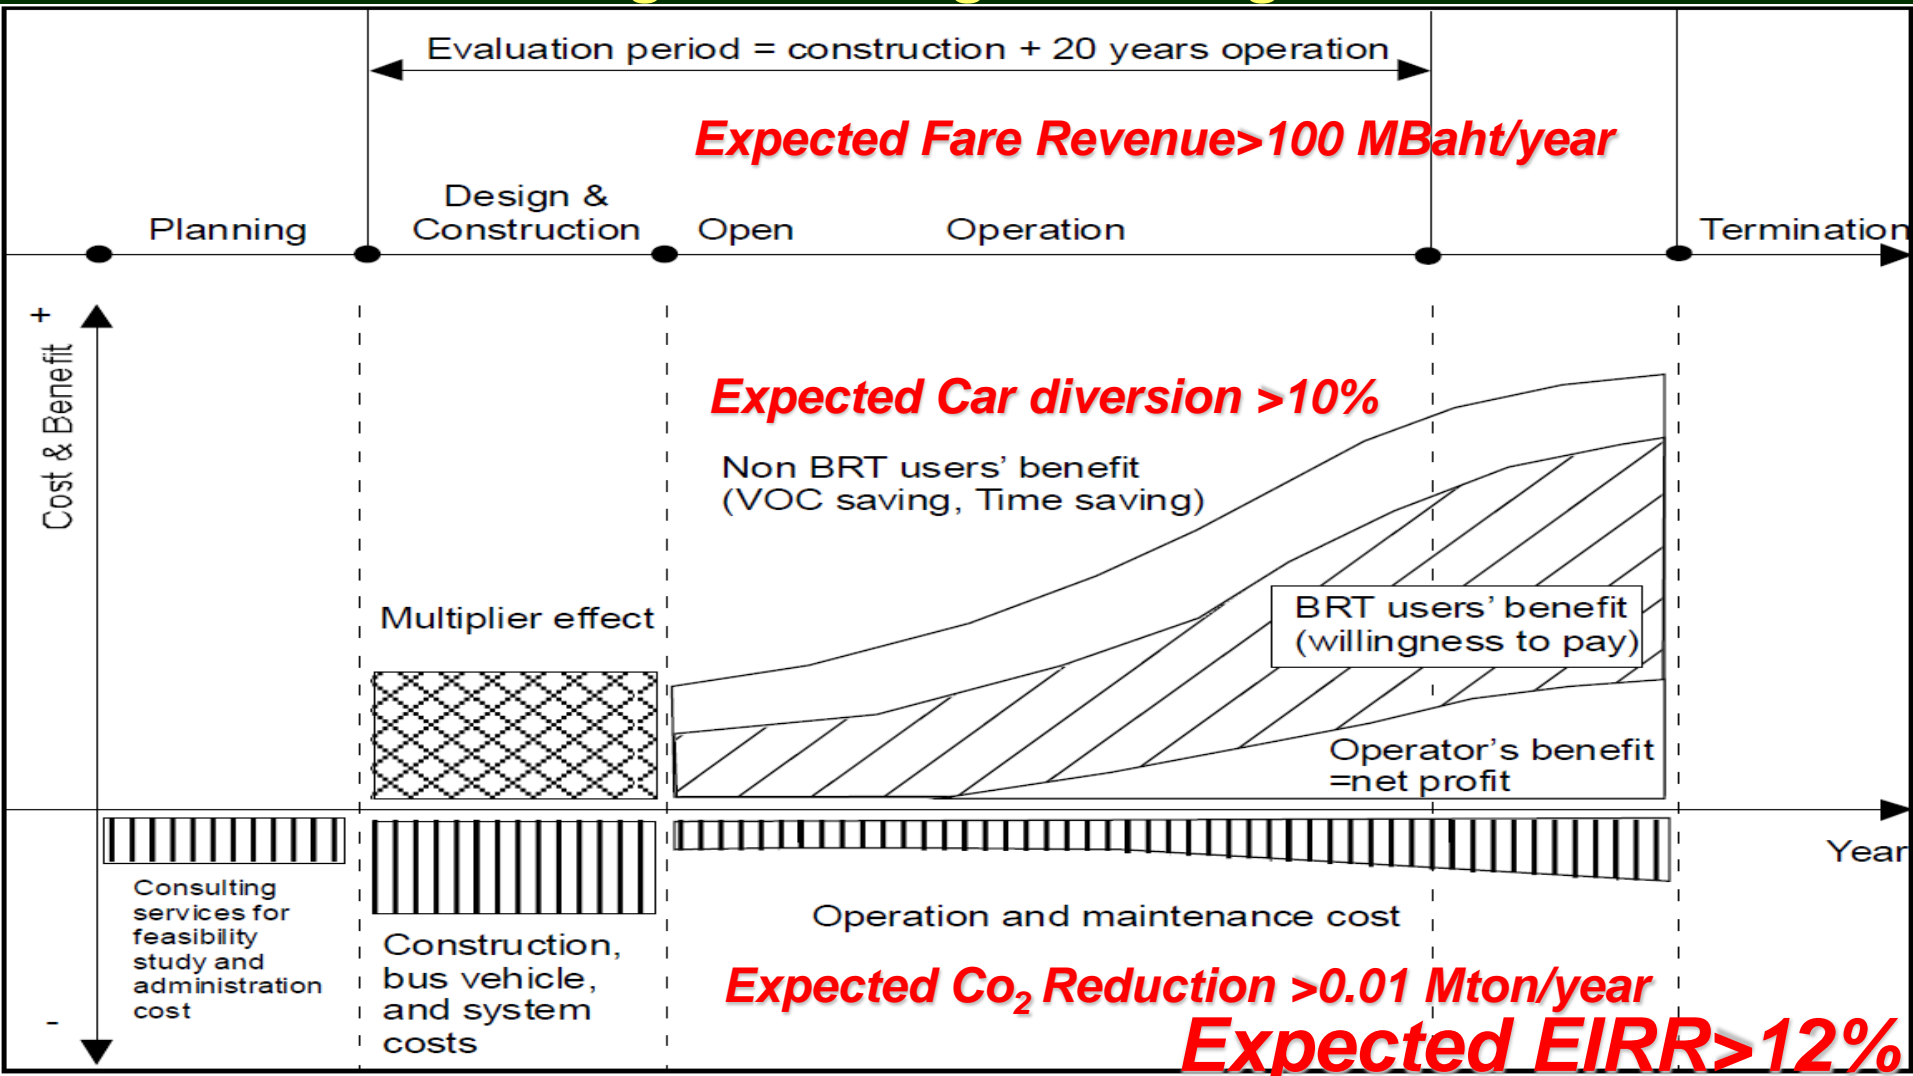 Evaluation period = construction + 20 years operation
Expected Fare Revenue>100 MBaht/year
Planning
Design &
Construction
Open
Operation
Termination
+
Cost & Benefit
Expected Car diversion >10%
Non BRT users’ benefit
(VOC saving, Time saving)
Multiplier effect
BRT users’ benefit
(willingness to pay)
Operator’s benefit
=net profit
Year
Consulting
services for
feasibility
study and
administration
cost
Construction,
bus vehicle,
and system
costs
Operation and maintenance cost
Expected Co2 Reduction >0.01 Mton/year
-
Expected EIRR>12%